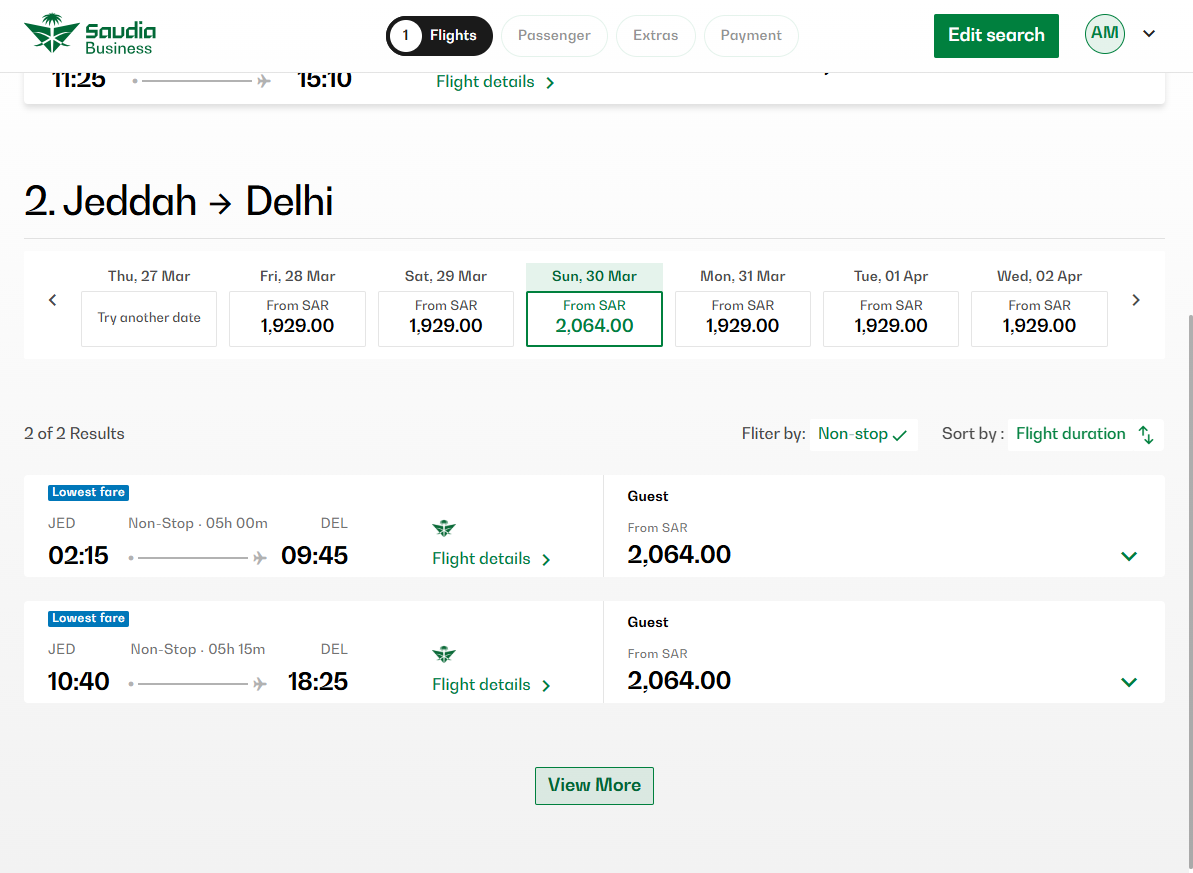 Saudia
Business
1 Flights
Passenger
Extras
Payment
Edit search
AM
11:25 15:10
Flight details
2. Jeddah → Delhi
Thu, 27 Mar
Try another date
Fri, 28 Mar
From SAR
1,929.00
Sat, 29 Mar
From SAR
1,929.00
Sun, 30 Mar
From SAR
2,064.00
Mon, 31 Mar
From SAR
1,929.00
Tue, 01 Apr
From SAR
1,929.00
Wed, 02 Apr
From SAR
1,929.00
2 of 2 Results
Fliter by: Non-stop
Sort by : Flight duration
Lowest fare
JED Non-Stop · 05h 00m DEL
02:15 09:45
Flight details
Guest
From SAR
2,064.00
Lowest fare
JED Non-Stop · 05h 15m DEL
10:40 18:25
Flight details
Guest
From SAR
2,064.00
View More